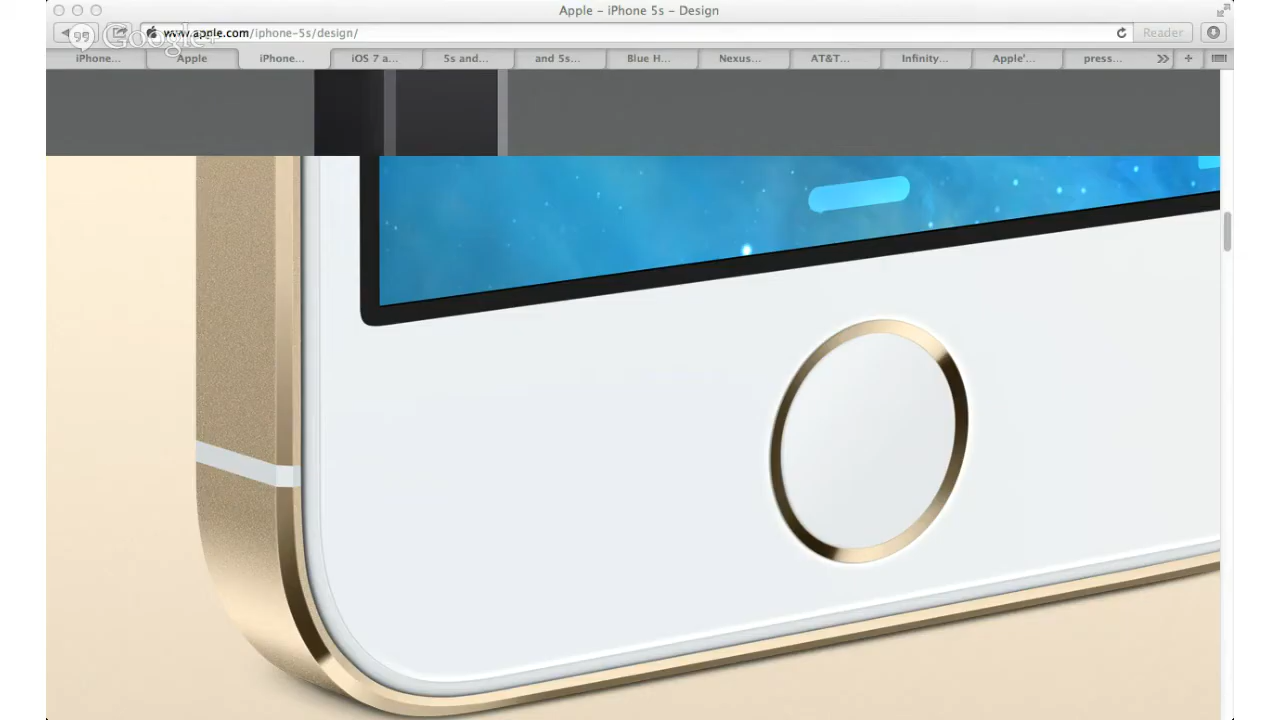 Apple – iPhone 5s – Design
www.apple.com/iphone-5s/design/
Reader
Google+
iPhone...
Apple
iPhone...
iOS 7 a...
5s and...
and 5s...
Blue H...
Nexus...
AT&T...
Infinity...
Apple'...
press...